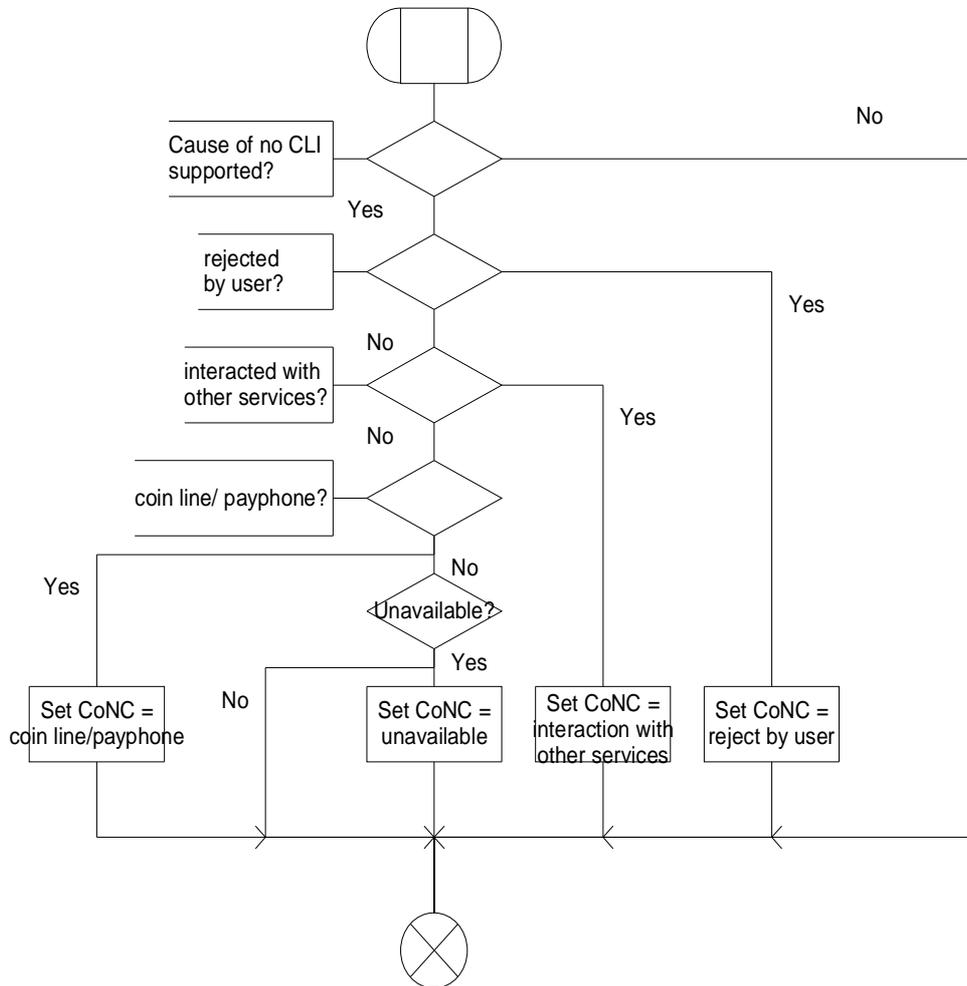 No
Cause of no CLI
supported?
Yes
rejected
by user?
Yes
No
interacted with
other services?
Yes
No
coin line/ payphone?
Yes
No
Unavailable?
Yes
No
Set CoNC =
coin line/payphone
Set CoNC =
unavailable
Set CoNC =
interaction with
other services
Set CoNC =
reject by user